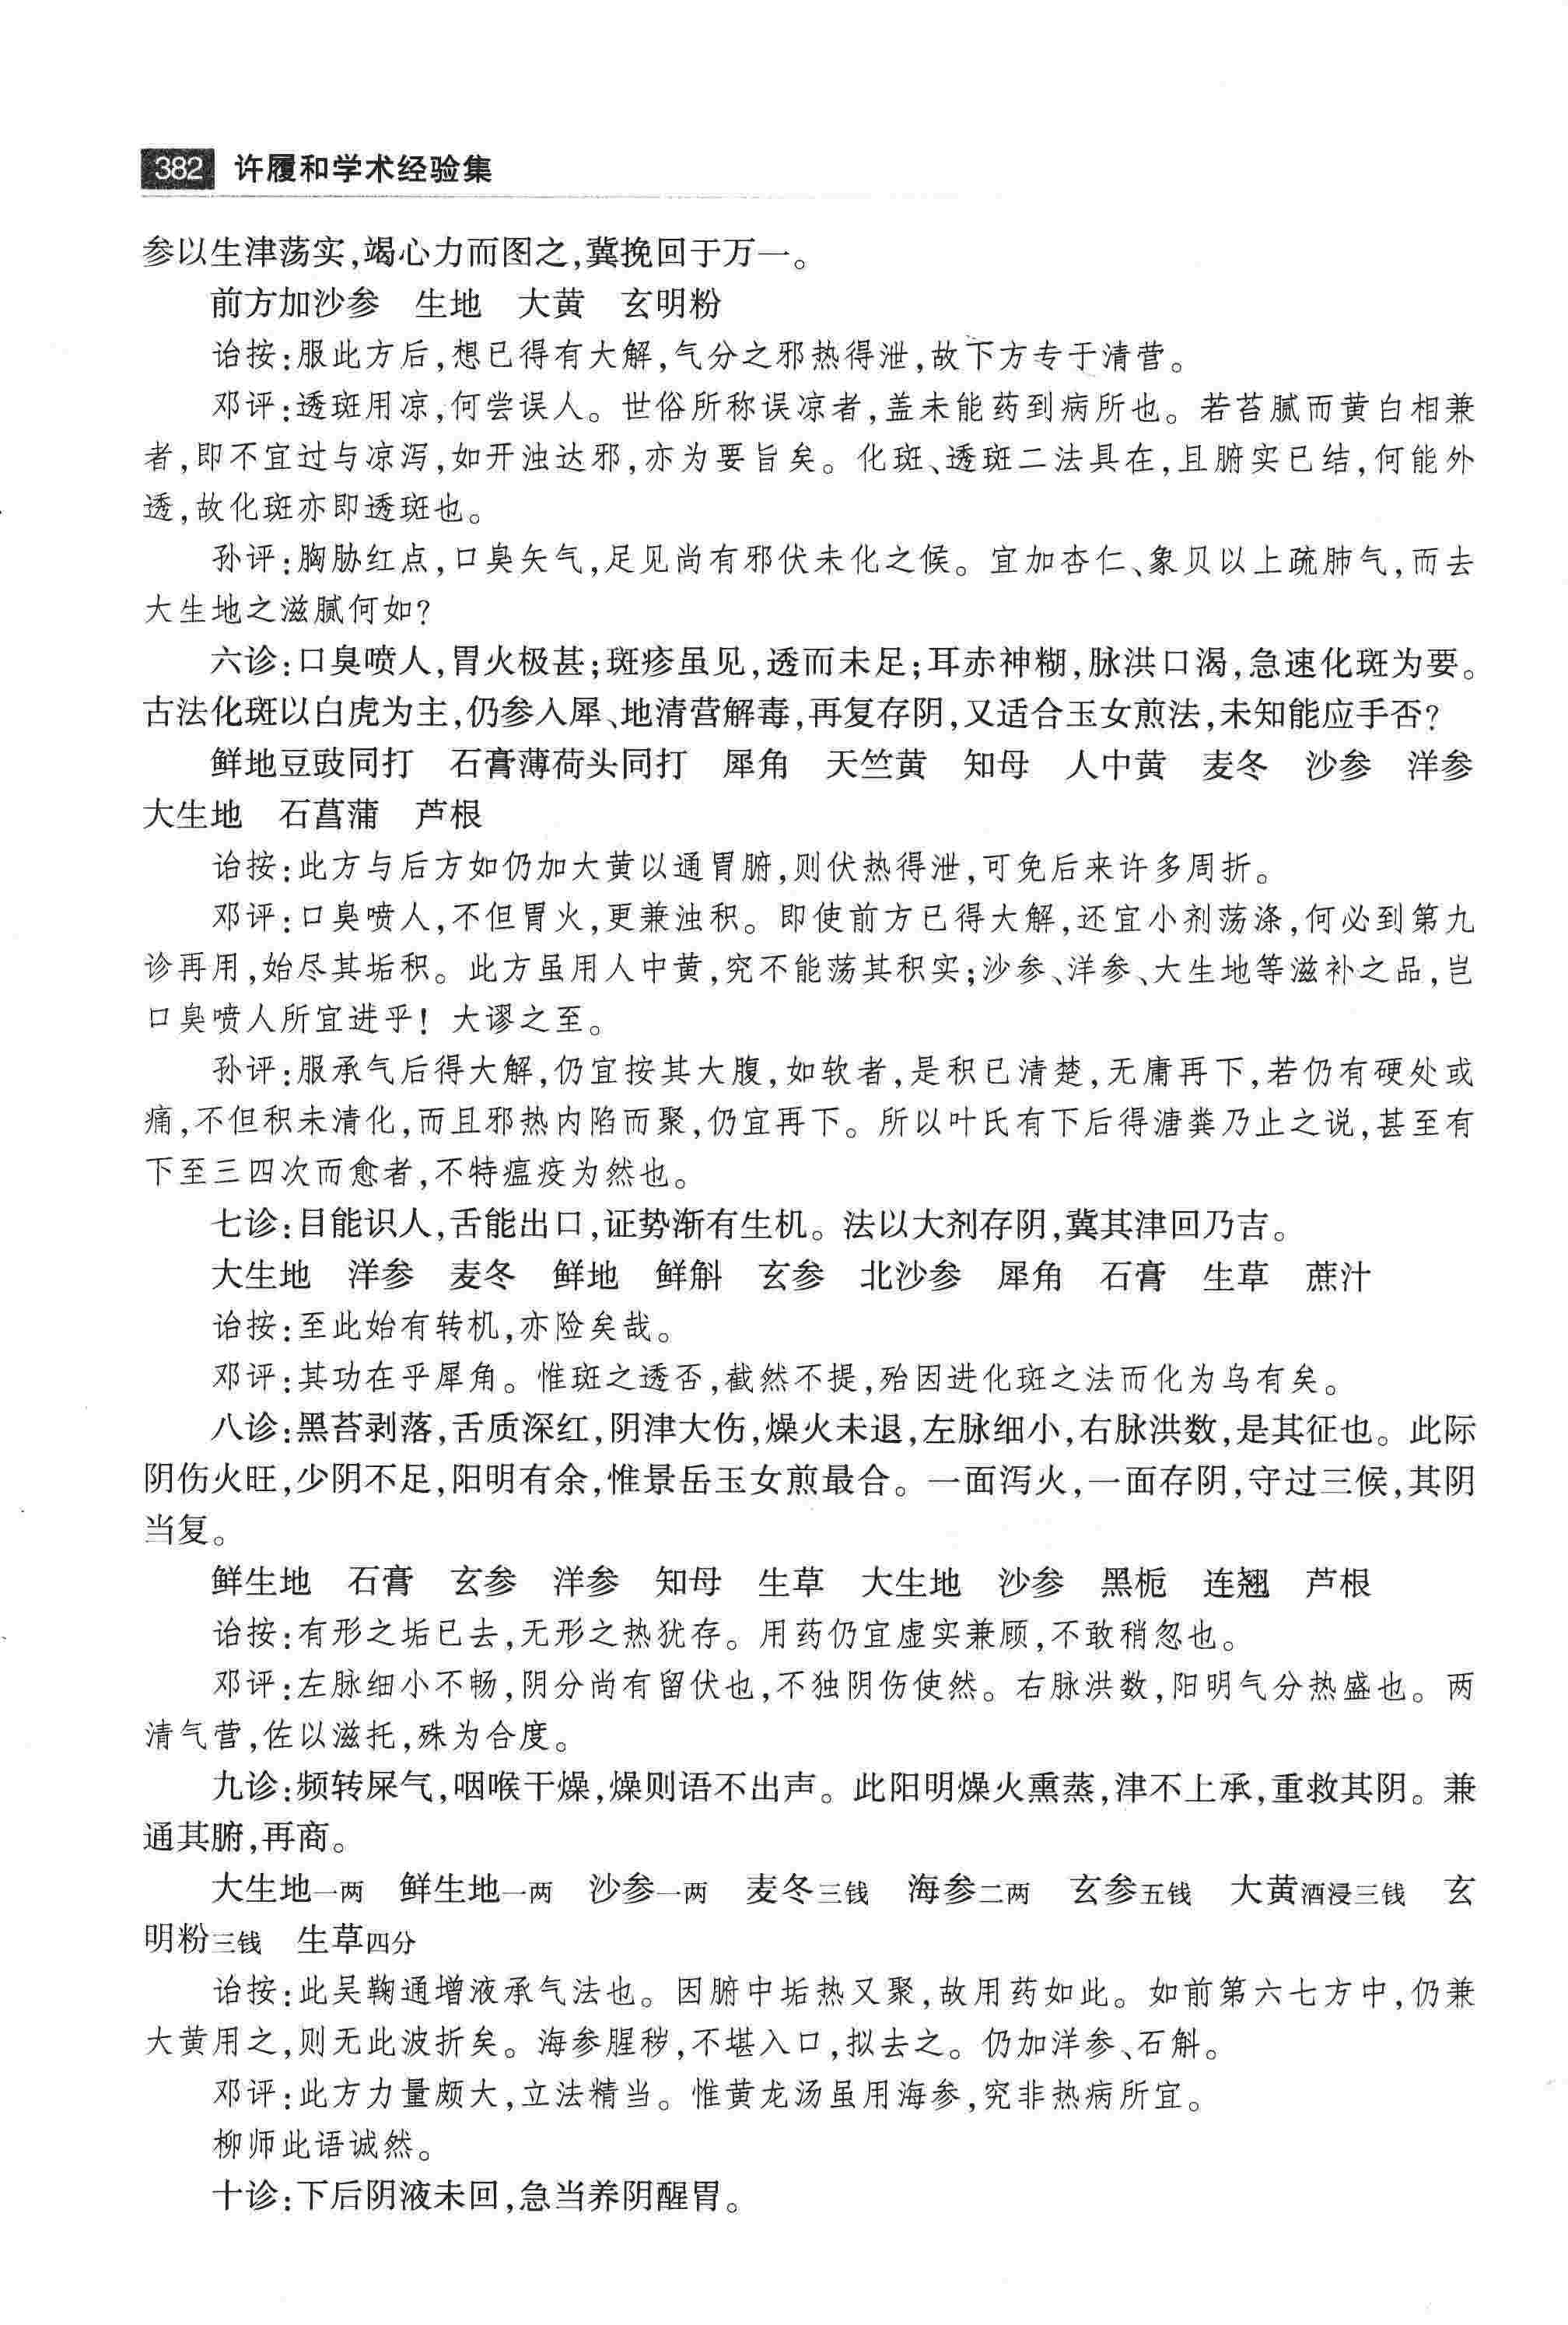 382 许履和学术经验集
参以生津荡实,竭心力而图之,冀挽回于万一。
前方加沙参 生地 大黄 玄明粉
诒按:服此方后,想已得有大解,气分之邪热得泄,故下方专于清营。
邓评:透斑用凉,何尝误人。世俗所称误凉者,盖未能药到病所也。若苔腻而黄白相兼
者,即不宜过与凉泻,如开浊达邪,亦为要旨矣。化斑、透斑二法具在,且腑实已结,何能外
透,故化斑亦即透斑也。
孙评:胸胁红点,口臭矢气,足见尚有邪伏未化之候。宜加杏仁、象贝以上疏肺气,而去
大生地之滋腻何如?
六诊:口臭喷人,胃火极甚;斑疹虽见,透而未足;耳赤神糊,脉洪口渴,急速化斑为要。
古法化斑以白虎为主,仍参入犀、地清营解毒,再复存阴,又适合玉女煎法,未知能应手否?
鲜地豆豉同打 石膏薄荷头同打 犀角 天竺黄 知母 人中黄 麦冬 沙参 洋参
大生地 石菖蒲 芦根
诒按:此方与后方如仍加大黄以通胃腑,则伏热得泄,可免后来许多周折。
邓评:口臭喷人,不但胃火,更兼浊积。即使前方已得大解,还宜小剂荡涤,何必到第九
诊再用,始尽其垢积。此方虽用人中黄,究不能荡其积实;沙参、洋参、大生地等滋补之品,岂
口臭喷人所宜进乎!大谬之至。
孙评:服承气后得大解,仍宜按其大腹,如软者,是积已清楚,无庸再下,若仍有硬处或
痛,不但积未清化,而且邪热内陷而聚,仍宜再下。所以叶氏有下后得溏粪乃止之说,甚至有
下至三四次而愈者,不特瘟疫为然也。
七诊:目能识人,舌能出口,证势渐有生机。法以大剂存阴,冀其津回乃吉。
大生地 洋参 麦冬 鲜地 鲜斛 玄参 北沙参 犀角 石膏 生草 蔗汁
诒按:至此始有转机,亦险矣哉。
邓评:其功在乎犀角。惟斑之透否,截然不提,殆因进化斑之法而化为乌有矣。
八诊:黑苔剥落,舌质深红,阴津大伤,燥火未退,左脉细小,右脉洪数,是其征也。此际
阴伤火旺,少阴不足,阳明有余,惟景岳玉女煎最合。一面泻火,一面存阴,守过三候,其阴
当复。
鲜生地 石膏 玄参 洋参 知母 生草 大生地 沙参 黑栀 连翘 芦根
诒按:有形之垢已去,无形之热犹存。用药仍宜虚实兼顾,不敢稍忽也。
邓评:左脉细小不畅,阴分尚有留伏也,不独阴伤使然。右脉洪数,阳明气分热盛也。两
清气营,佐以滋托,殊为合度。
九诊:频转屎气,咽喉干燥,燥则语不出声。此阳明燥火熏蒸,津不上承,重救其阴。兼
通其腑,再商。
大生地一两 鲜生地一两 沙参一两 麦冬三钱 海参二两 玄参五钱 大黄酒浸三钱 玄
明粉三钱 生草四分
诒按:此吴鞠通增液承气法也。因腑中垢热又聚,故用药如此。如前第六七方中,仍兼
大黄用之,则无此波折矣。海参腥秽,不堪入口,拟去之。仍加洋参、石斛。
邓评:此方力量颇大,立法精当。惟黄龙汤虽用海参,究非热病所宜。
柳师此语诚然。
十诊:下后阴液未回,急当养阴醒胃。